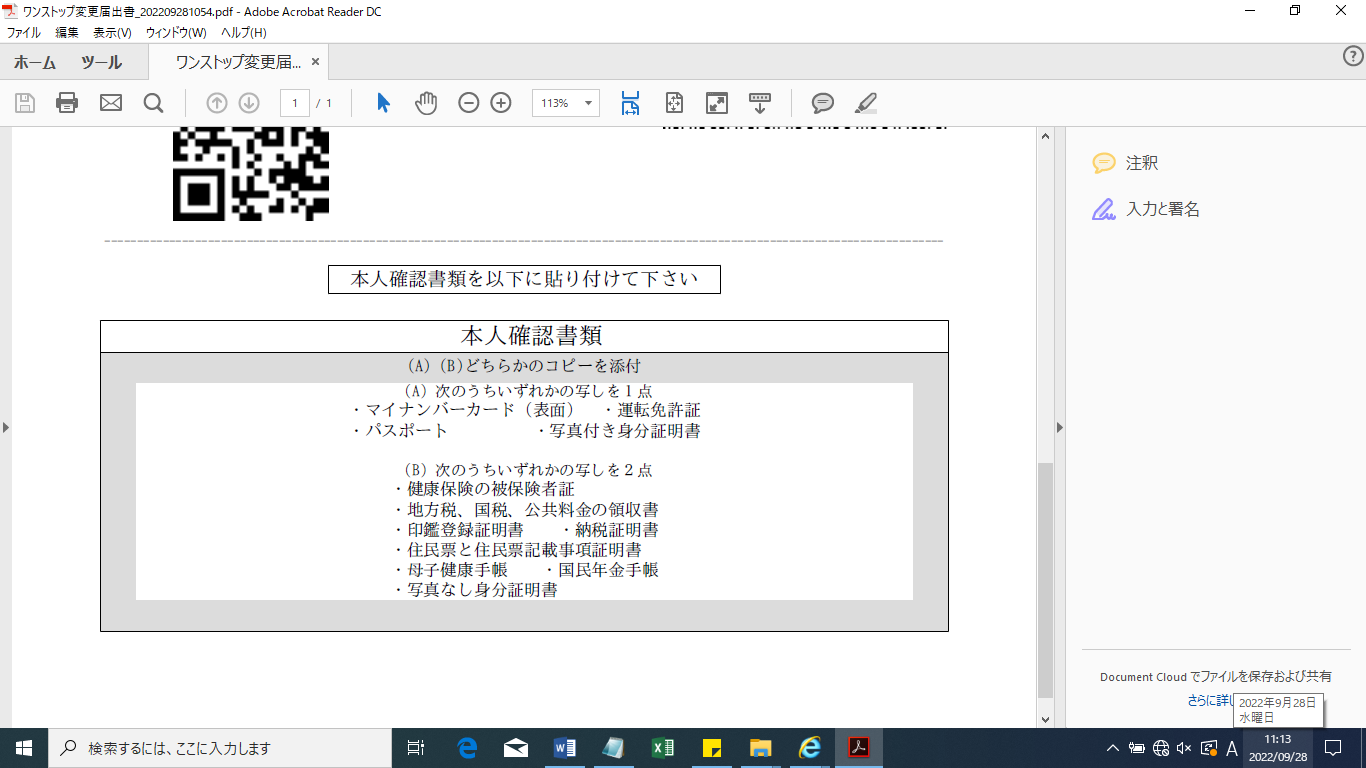 ワンストップ変更届出書_202209281054.pdf - Adobe Acrobat Reader DC
ファイル 編集 表示(V) ウィンドウ(W) ヘルプ(H)
ホーム ツール ワンストップ変更届... ×
1 / 1 113%
本人確認書類を以下に貼り付けて下さい
本人確認書類
(A)(B)どちらかのコピーを添付
(A)次のうちいずれかの写しを1点
・マイナンバーカード（表面） ・運転免許証
・パスポート ・写真付き身分証明書
(B)次のうちいずれかの写しを2点
・健康保険の被保険者証
・地方税、国税、公共料金の領収書
・印鑑登録証明書 ・納税証明書
・住民票と住民票記載事項証明書
・母子健康手帳 ・国民年金手帳
・写真なし身分証明書
注釈
入力と署名
Document Cloud でファイルを保存および共有
さらに詳し
2022年9月28日
水曜日
検索するには、ここに入力します
A 11:13
2022/09/28